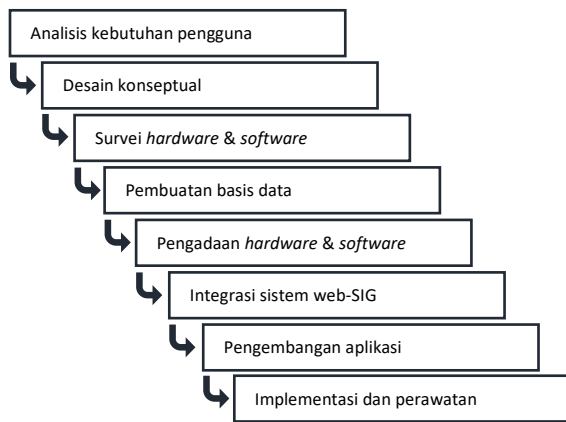 Analisis kebutuhan pengguna
Desain konseptual
Survei hardware & software
Pembuatan basis data
Pengadaan hardware & software
Integrasi sistem web-SIG
Pengembangan aplikasi
Implementasi dan perawatan